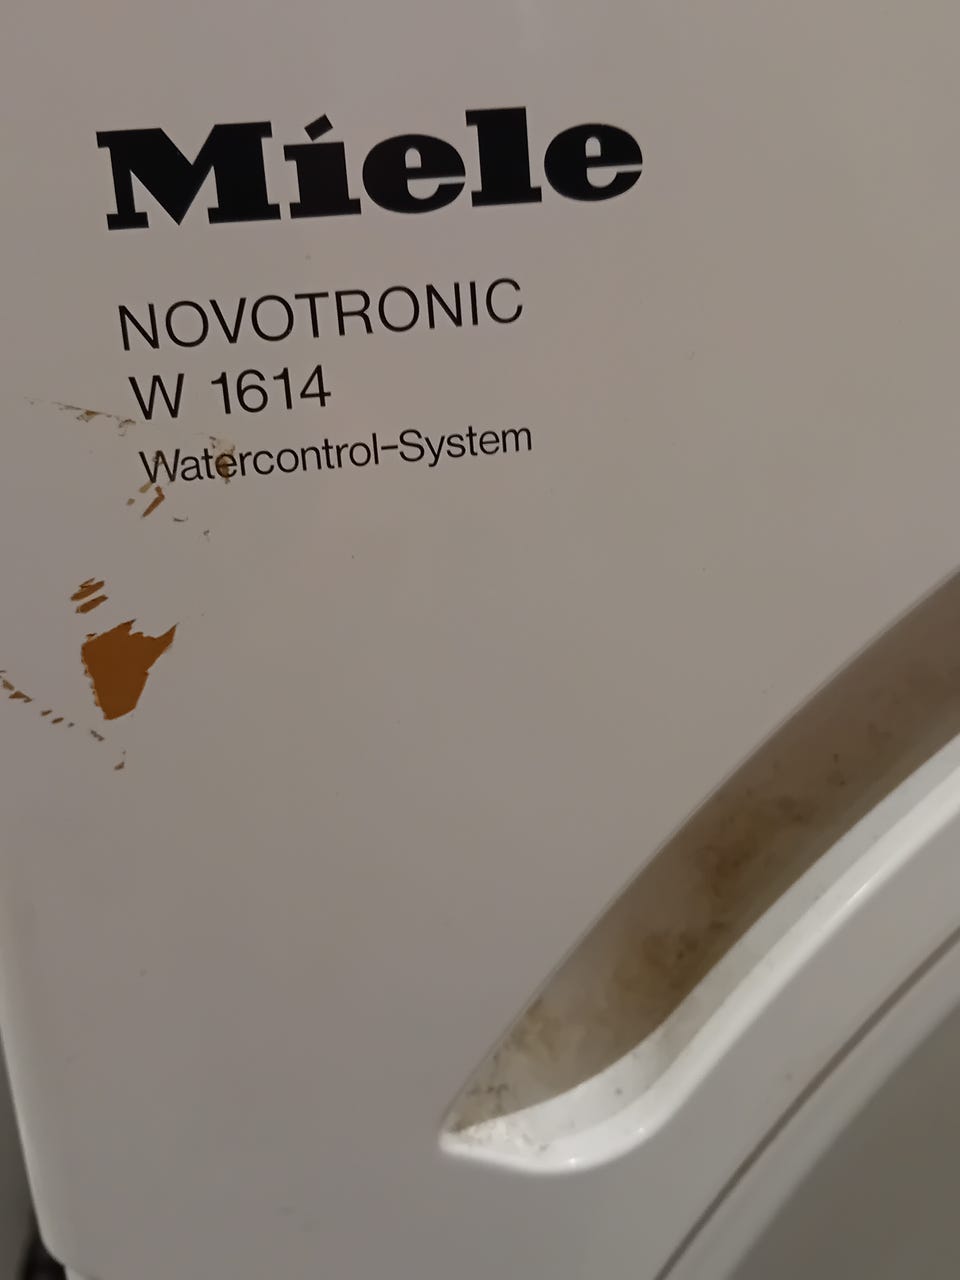 Miele
NOVOTRONIC
W 1614
Watercontrol-System